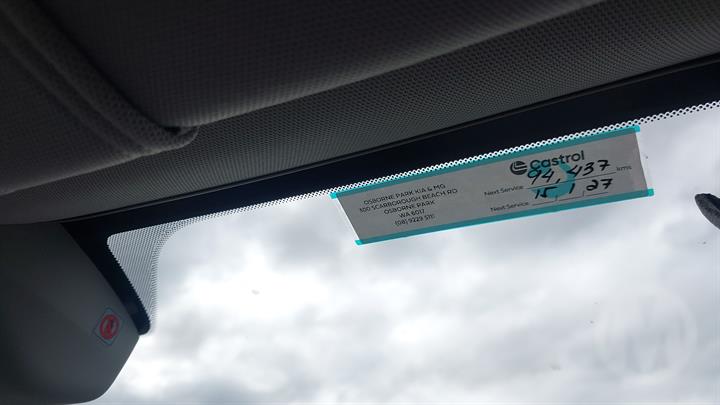 OSBORNE PARK KIA & MG
300 SCARBOROUGH BEACH RD
OSBORNE PARK
WA 6017
(08) 9229 5111
Castrol
Next Service 94,437 kms
Next Service 15/1/27
M